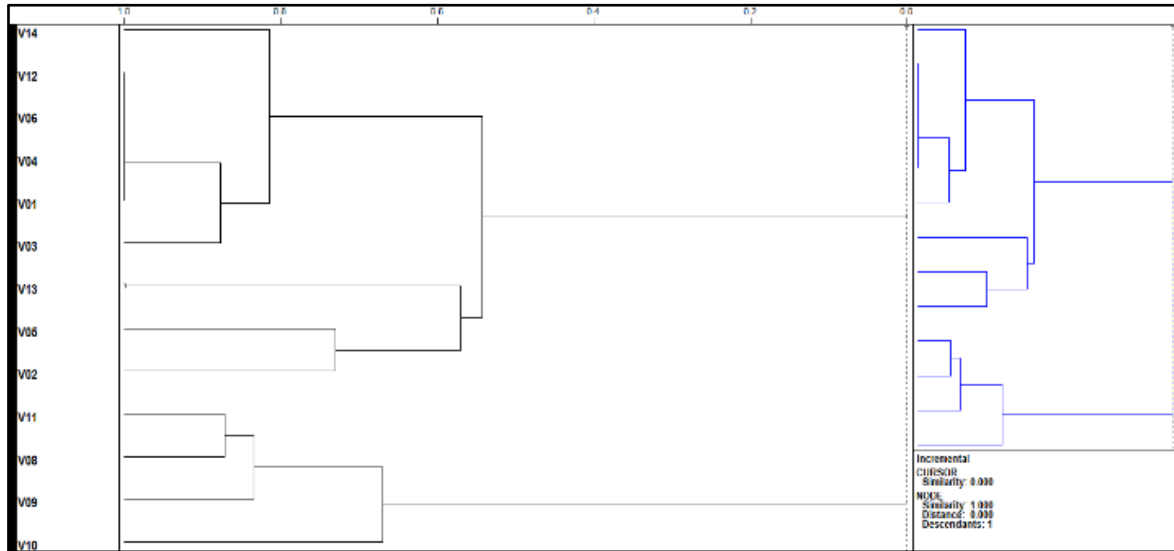 1.0 0.8 0.6 0.4 0.2 0.0
V14
V12
V06
V04
V01
V03
V13
V05
V02
V11
V08
V09
V10
Incremental
CURSOR
Similarity: 0.000
NODE
Similarity: 1.000
Distance: 0.000
Descendants: 1